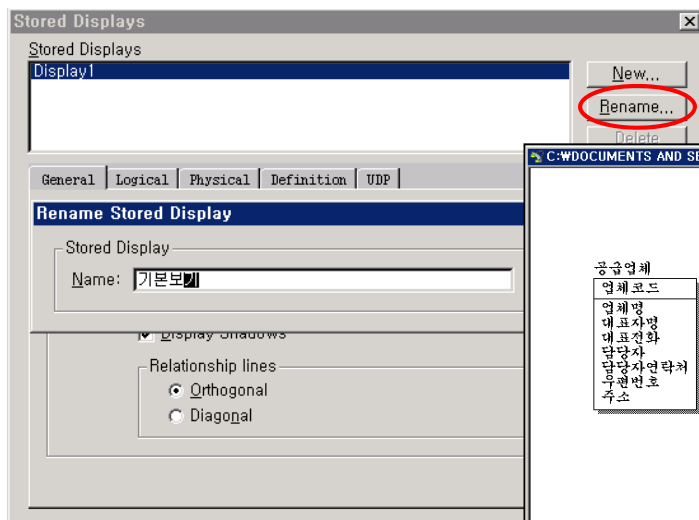 Stored Displays
Stored Displays
Display1
New...
Rename...
Delete
C:₩DOCUMENTS AND SE
General Logical Physical Definition UDP
Rename Stored Display
Stored Display
Name: 기본보기
Display Shadows
Relationship lines
Orthogonal
Diagonal
공급업체
업체코드
업체명
대표자명
대표전화
담당자
담당자연락처
우편번호
주소